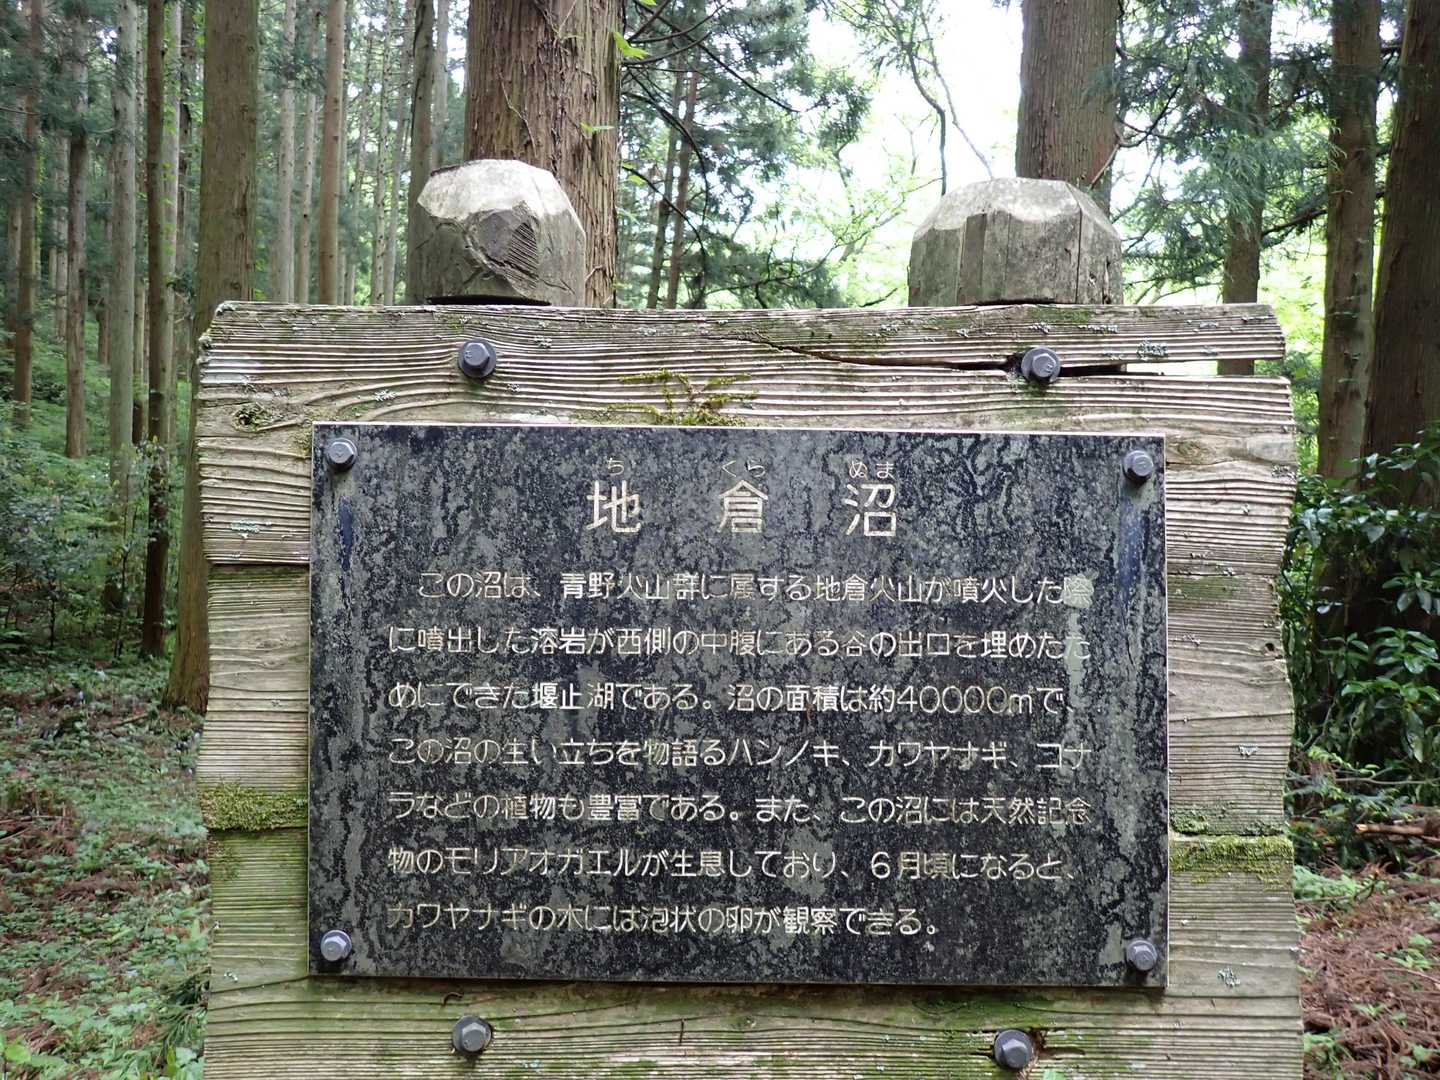 ち くら ぬま
地倉沼
この沼は、青野火山群に属する地倉火山が噴火した際
に噴出した溶岩が西側の中腹にある谷の出口を埋めたた
めにできた堰止湖である。沼の面積は約40000㎡で、
この沼の生い立ちを物語るハンノキ、カワヤナギ、コナ
ラなどの植物も豊富である。また、この沼には天然記念
物のモリアオガエルが生息しており、6月頃になると、
カワヤナギの木には泡状の卵が観察できる。